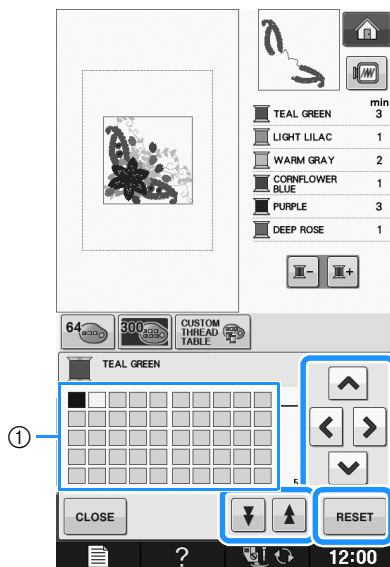 min
TEAL GREEN 3
LIGHT LILAC 1
WARM GRAY 2
CORNFLOWER
BLUE 1
PURPLE 3
DEEP ROSE 1
- +
64 300 CUSTOM
THREAD
TABLE
TEAL GREEN
1
5
CLOSE RESET
? 12:00